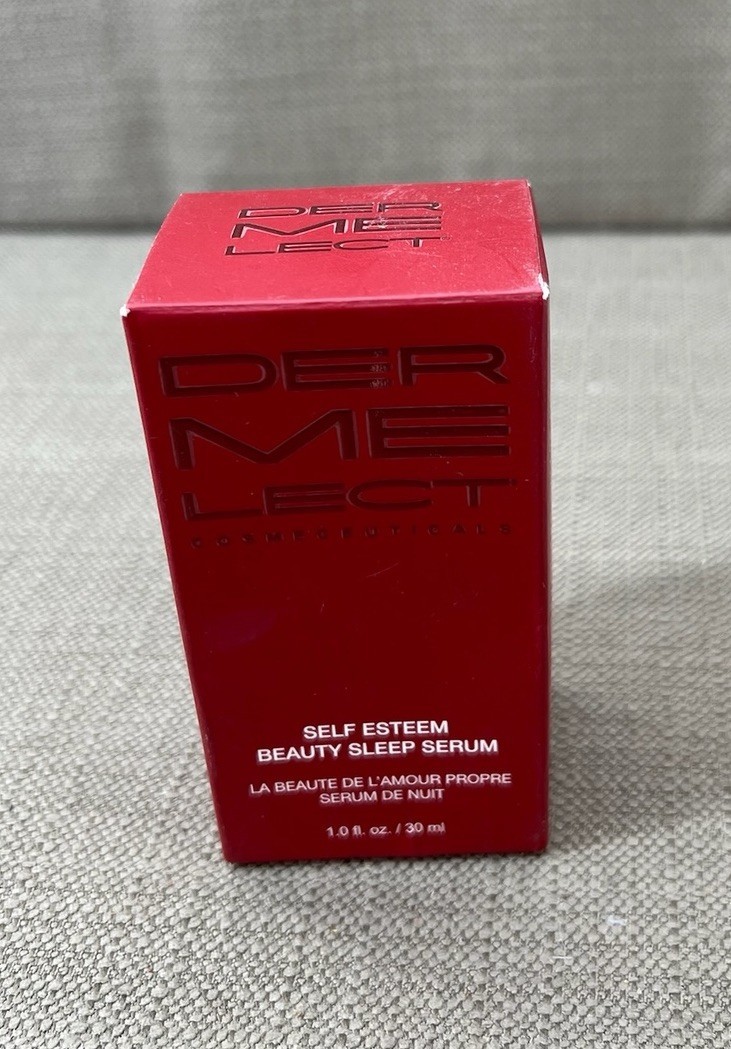 DER
ME
LECT
DER
ME
LECT
COSMECEUTICALS
SELF ESTEEM
BEAUTY SLEEP SERUM
LA BEAUTE DE L'AMOUR PROPRE
SERUM DE NUIT
1.0 fl. oz. / 30 ml